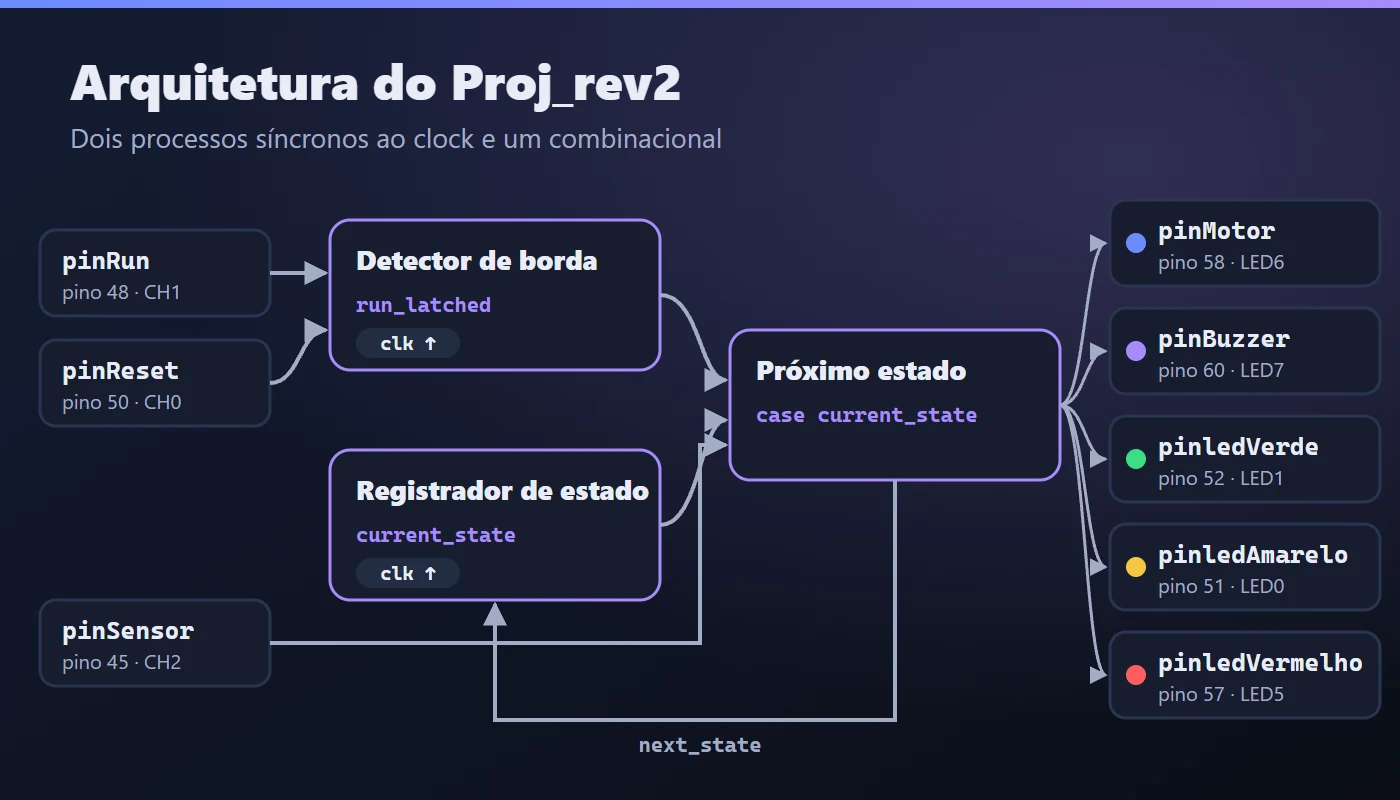 Arquitetura do Proj_rev2
Dois processos síncronos ao clock e um combinacional
pinRun
pino 48 · CH1
pinReset
pino 50 · CH0
pinSensor
pino 45 · CH2
Detector de borda
run_latched
clk ↑
Registrador de estado
current_state
clk ↑
Próximo estado
case current_state
next_state
pinMotor
pino 58 · LED6
pinBuzzer
pino 60 · LED7
pinledVerde
pino 52 · LED1
pinledAmarelo
pino 51 · LED0
pinledVermelho
pino 57 · LED5